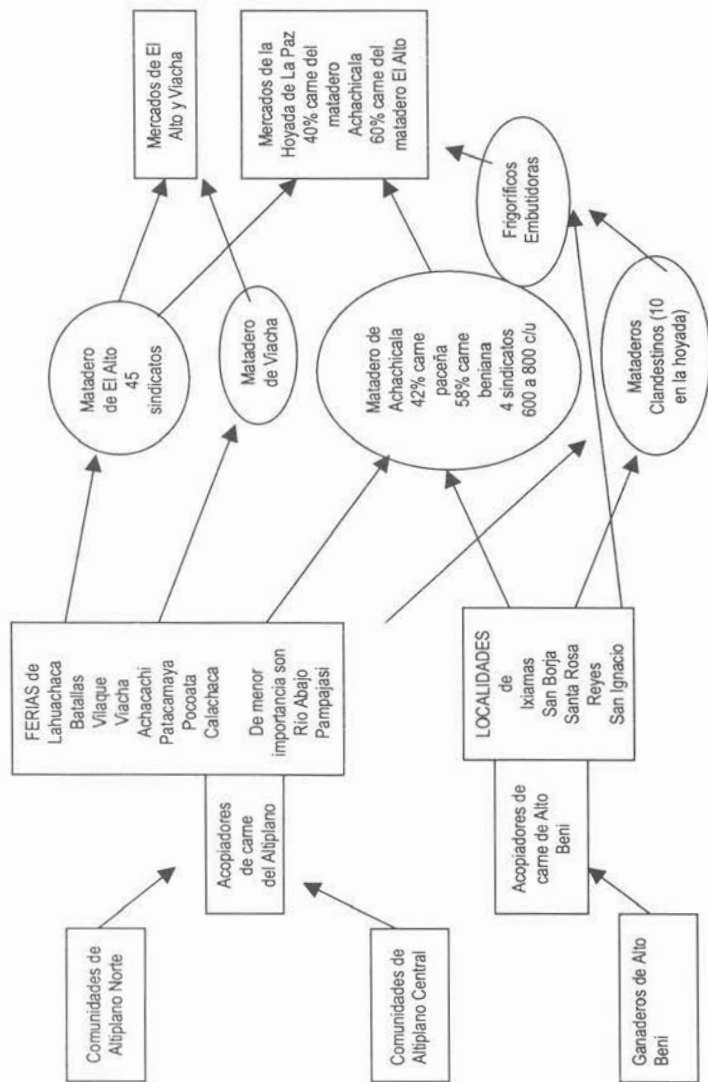 Comunidades de
Altiplano Norte
Comunidades de
Altiplano Central
Ganaderos de Alto
Beni
Acopiadores
de carne
del Altiplano
Acopiadores de
carne de Alto
Beni
FERIAS de
Lahuachaca
Batallas
Vilaque
Viacha
Achacachi
Patacamaya
Pocoata
Calachaca
De menor
importancia son
Río Abajo
Pampajasi
LOCALIDADES
de
Ixiamas
San Borja
Santa Rosa
Reyes
San Ignacio
Matadero
de El Alto
45
sindicatos
Matadero
de Viacha
Matadero de
Achachicala
42% carne
paceña
58% carne
beniana
4 sindicatos
600 a 800 c/u
Mataderos
Clandestinos (10
en la hoyada)
Frigoríficos
Embutidoras
Mercados de El
Alto y Viacha
Mercados de la
Hoyada de La Paz
40% carne del
matadero
Achachicala
60% carne del
matadero El Alto